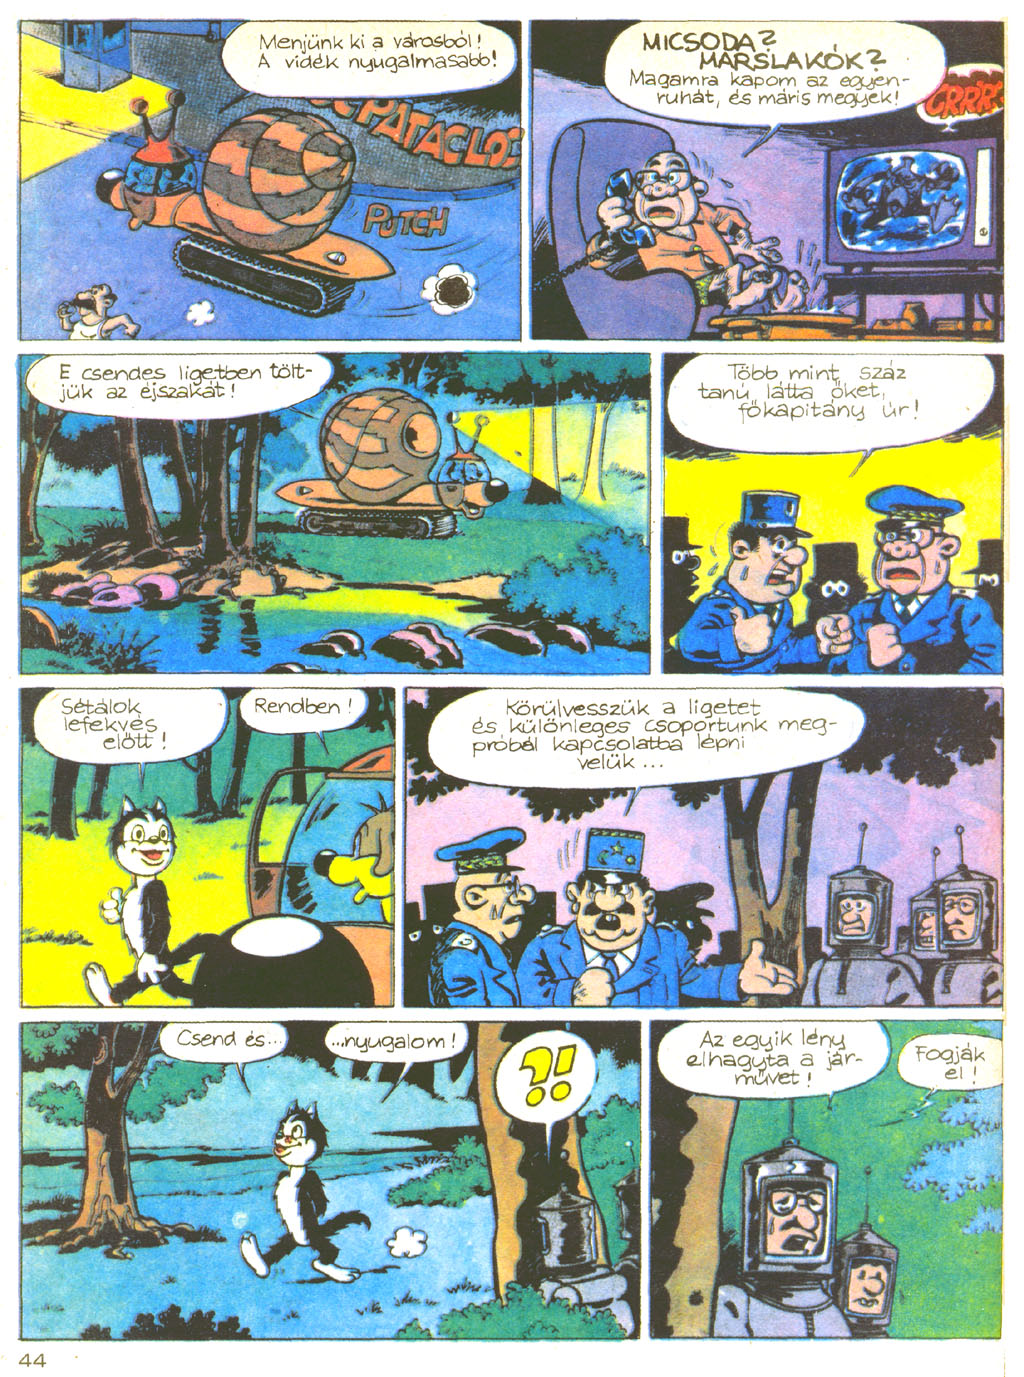 Menjünk ki a városból!
A vidék nyugalmasabb!
PATACLOC
PUTCH
MICSODA?
MARSLAKÓK?
Magamra kapom az egyen-
ruhát, és máris megyek!
GRRR
E csendes ligetben tölt-
jük az éjszakát!
Több mint száz
tanú látta őket,
főkapitány úr!
Sétálok
lefekvés
előtt!
Rendben!
Körülvesszük a ligetet
és különleges csoportunk meg-
próbál kapcsolatba lépni
velük...
Csend és...
...nyugalom!
?!
Az egyik lény
elhagyta a jár-
művet!
Fogják
el!
44